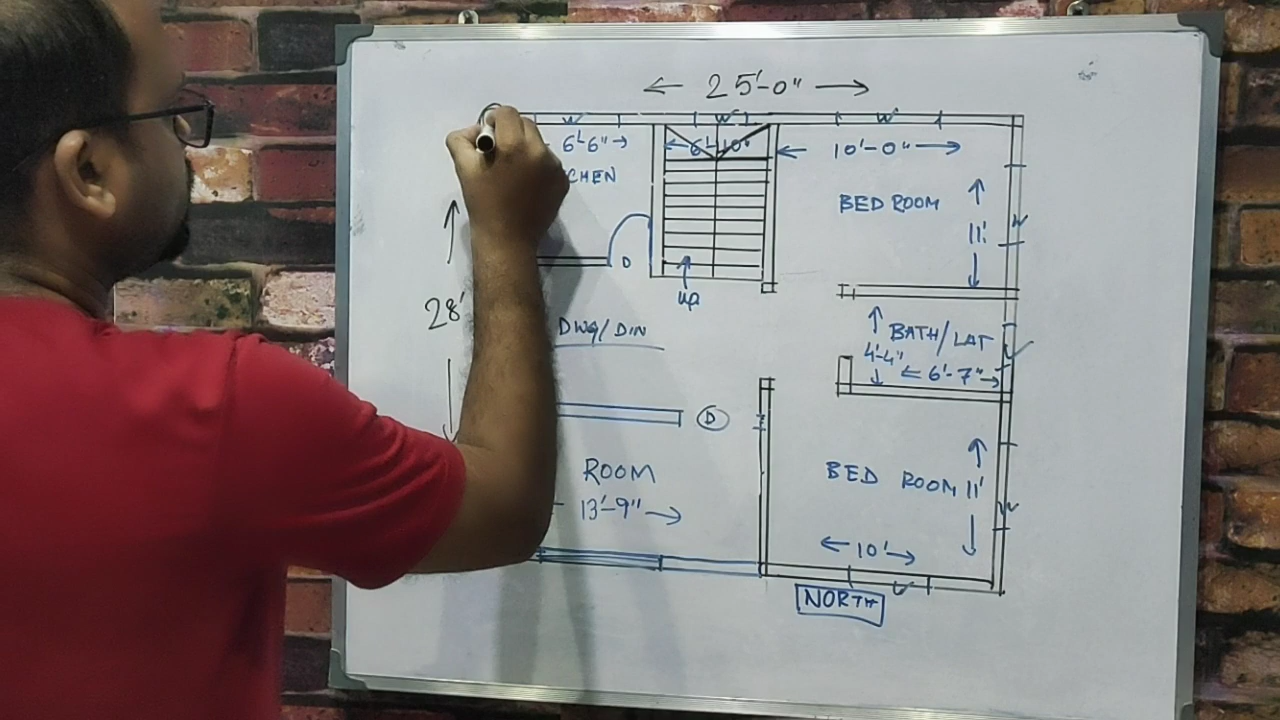 25'-0"
W W W
6'-6" 6'-10" 10'-0"
CHEN
BED ROOM
11'
W
D
UP
28'
DWG/DIN
BATH/LAT
4'-4"
6'-7"
D
ROOM
13'-9"
BED ROOM 11'
W
10'
W
NORTH